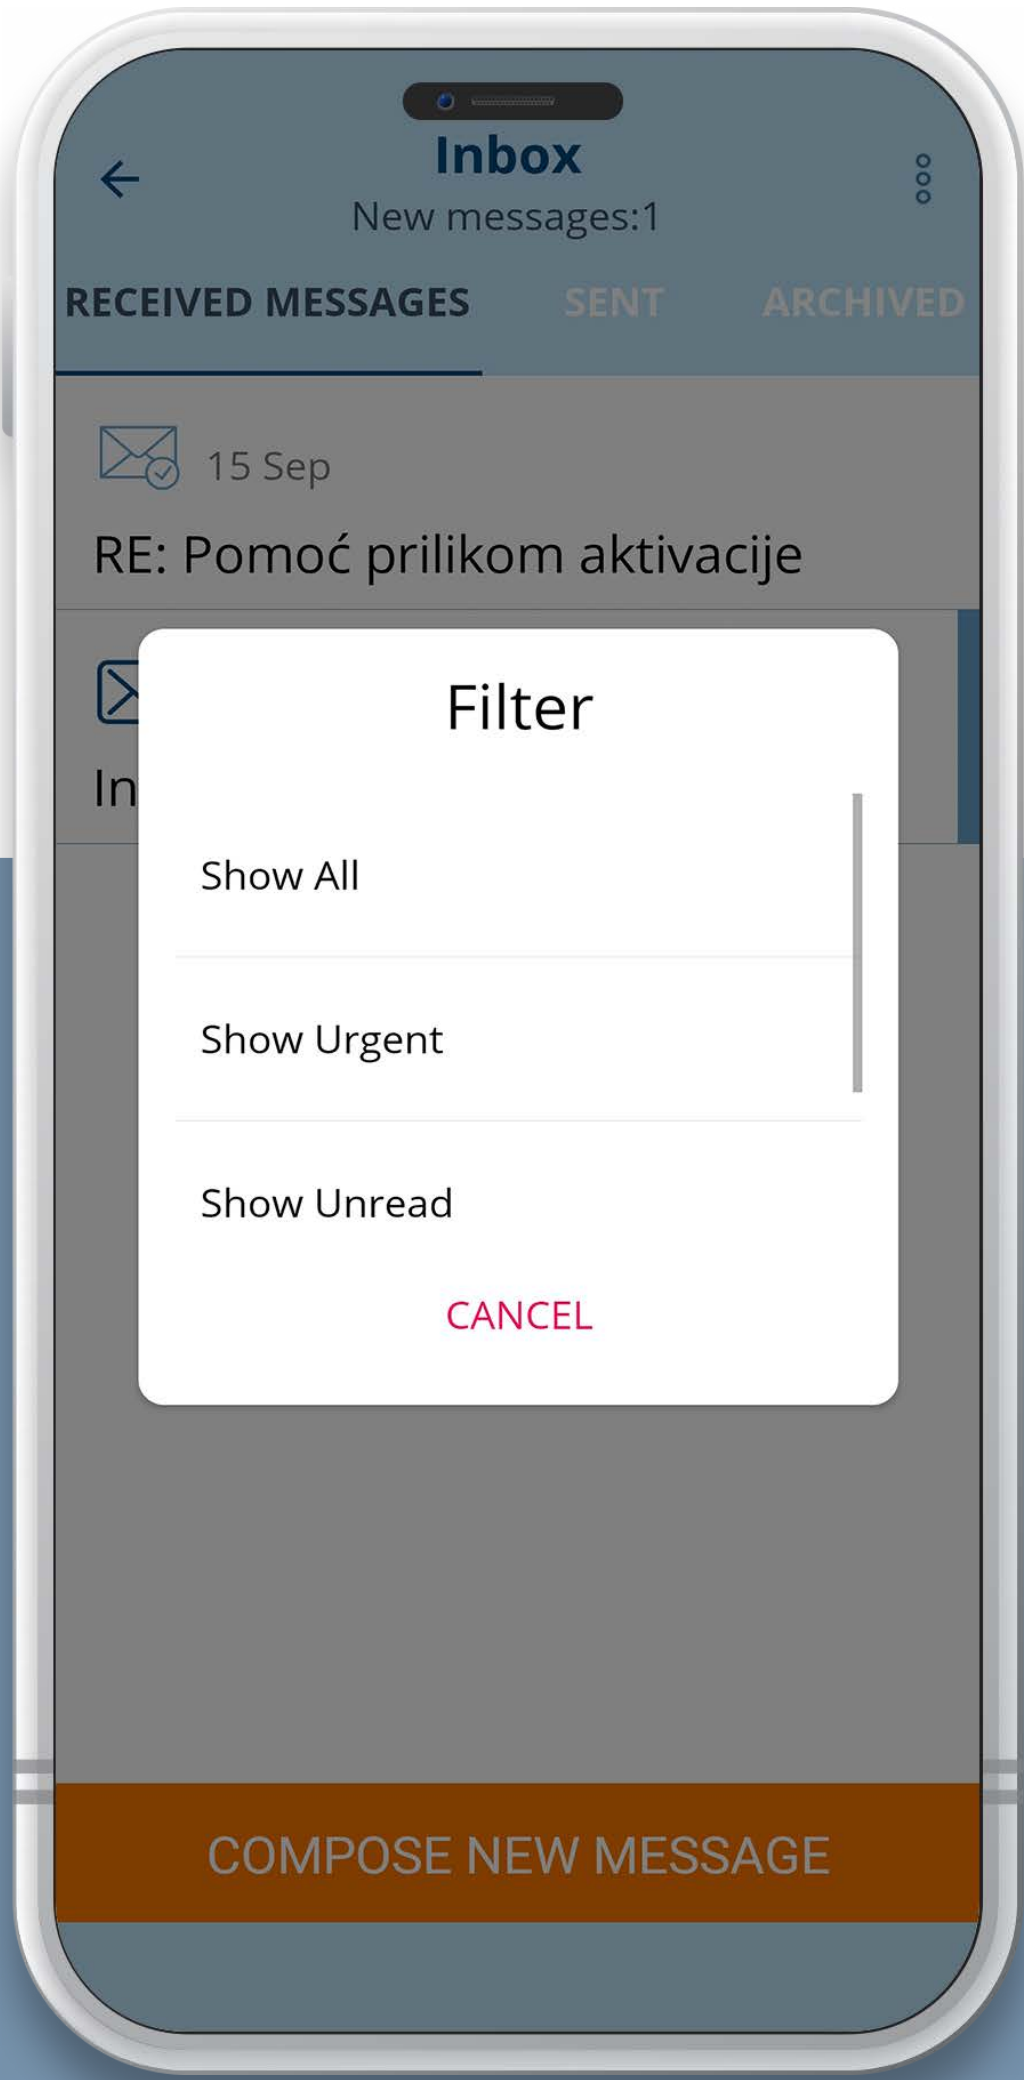 Inbox
New messages:1
RECEIVED MESSAGES SENT ARCHIVED
15 Sep
RE: Pomoć prilikom aktivacije
In
Filter
Show All
Show Urgent
Show Unread
CANCEL
COMPOSE NEW MESSAGE